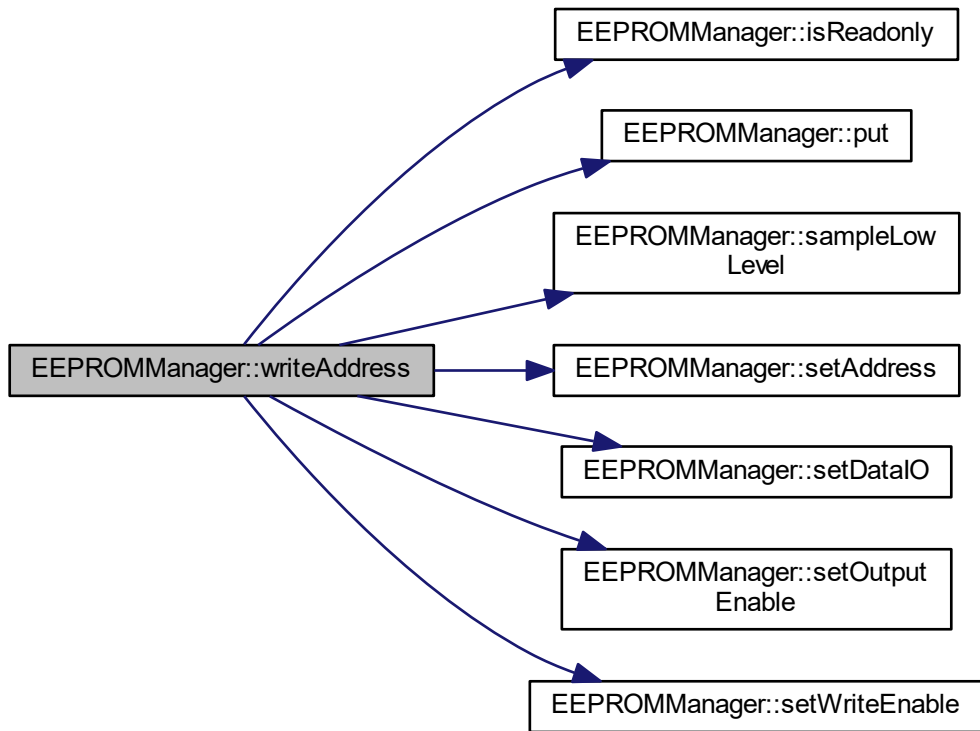 EEPROMManager::isReadonly
EEPROMManager::put
EEPROMManager::sampleLow
Level
EEPROMManager::writeAddress
EEPROMManager::setAddress
EEPROMManager::setDataIO
EEPROMManager::setOutput
Enable
EEPROMManager::setWriteEnable